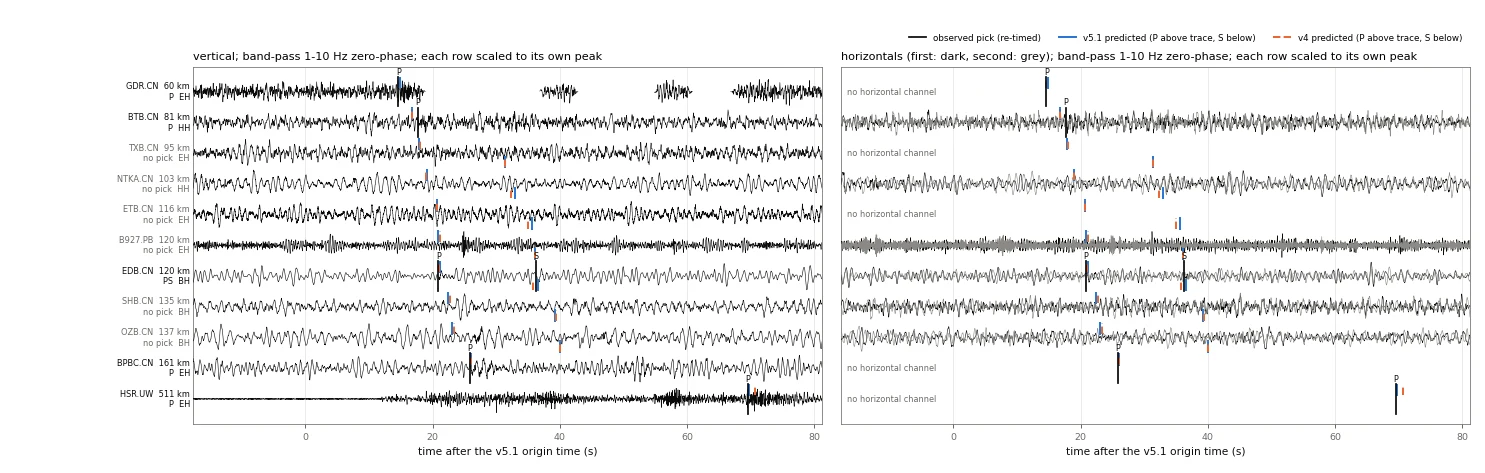 observed pick (re-timed)
v5.1 predicted (P above trace, S below)
v4 predicted (P above trace, S below)
vertical; band-pass 1-10 Hz zero-phase; each row scaled to its own peak
horizontals (first: dark, second: grey); band-pass 1-10 Hz zero-phase; each row scaled to its own peak
GDR.CN 60 km
P EH
P
P
no horizontal channel
BTB.CN 81 km
P HH
P
P
TXB.CN 95 km
no pick EH
no horizontal channel
NTKA.CN 103 km
no pick HH
ETB.CN 116 km
no pick EH
no horizontal channel
B927.PB 120 km
no pick EH
EDB.CN 120 km
PS BH
P
S
P
S
SHB.CN 135 km
no pick BH
OZB.CN 137 km
no pick BH
BPBC.CN 161 km
P EH
P
P
no horizontal channel
HSR.UW 511 km
P EH
P
P
no horizontal channel
0 20 40 60 80
0 20 40 60 80
time after the v5.1 origin time (s)
time after the v5.1 origin time (s)